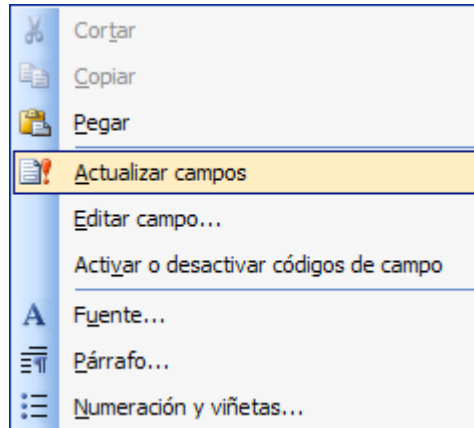 Cortar
Copiar
Pegar
Actualizar campos
Editar campo...
Activar o desactivar códigos de campo
Fuente...
Párrafo...
Numeración y viñetas...